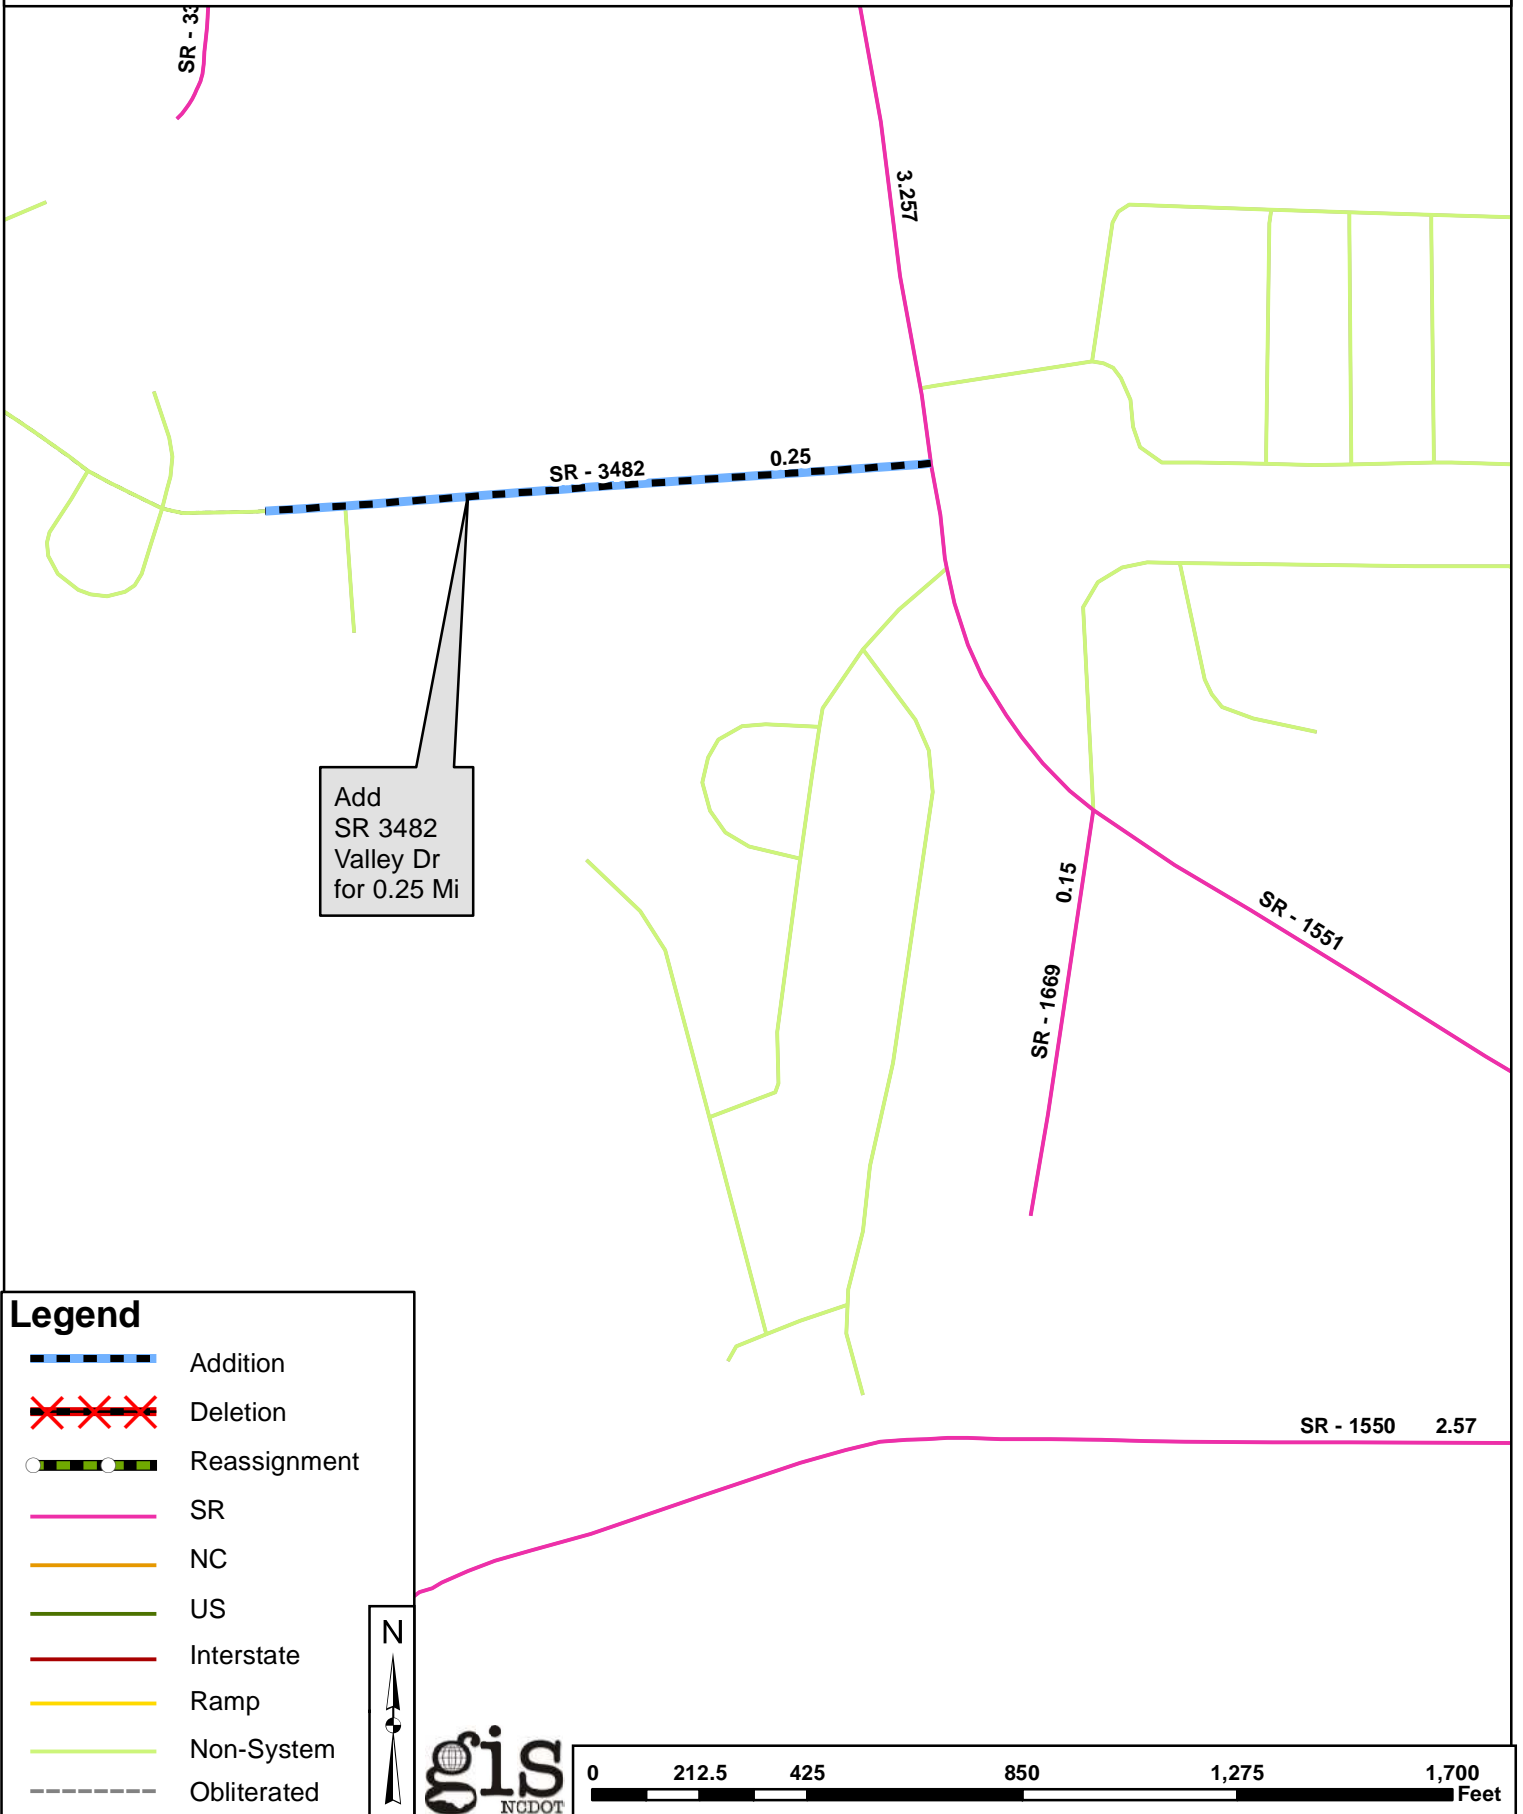 SR - 33
3.257
SR - 3482
0.25
Add
SR 3482
Valley Dr
for 0.25 Mi
0.15
SR - 1669
SR - 1551
SR - 1550 2.57
Legend
Addition
Deletion
Reassignment
SR
NC
US
Interstate
Ramp
Non-System
Obliterated
N
gis
NCDOT
0 212.5 425 850 1,275 1,700
Feet